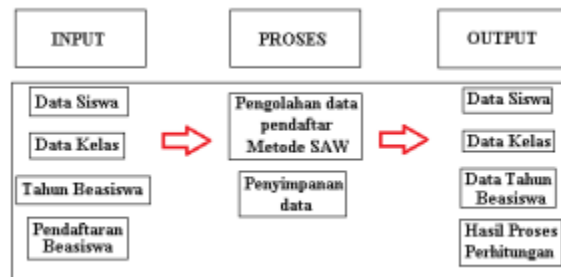 INPUT
PROSES
OUTPUT
Data Siswa
Data Kelas
Tahun Beasiswa
Pendaftaran
Beasiswa
Pengolahan data
pendaftar
Metode SAW
Penyimpanan
data
Data Siswa
Data Kelas
Data Tahun
Beasiswa
Hasil Proses
Perhitungan